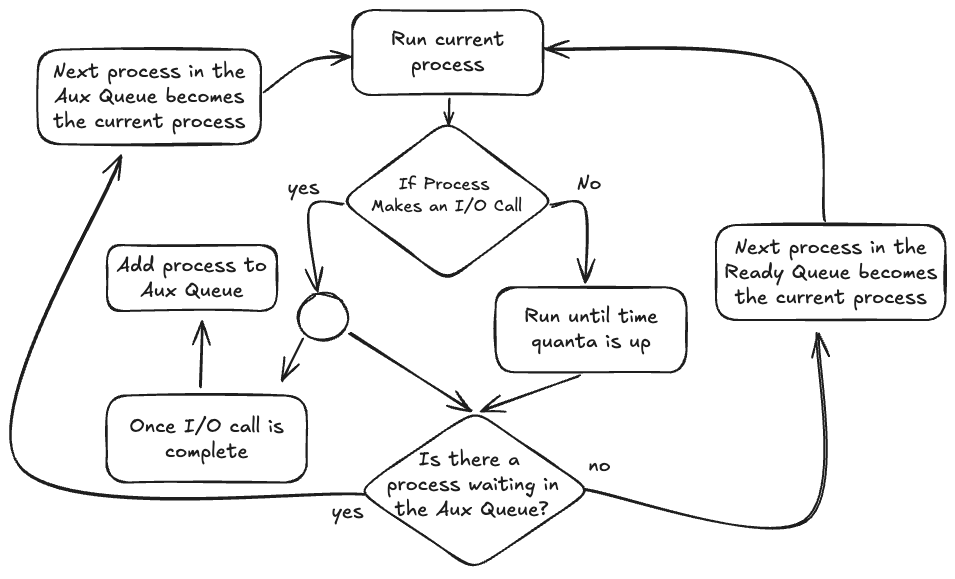 Run current
process
Next process in the
Aux Queue becomes
the current process
If Process
Makes an I/O Call
yes
No
Next process in the
Ready Queue becomes
the current process
Add process to
Aux Queue
Run until time
quanta is up
Once I/O call is
complete
Is there a
process waiting in
the Aux Queue?
no
yes